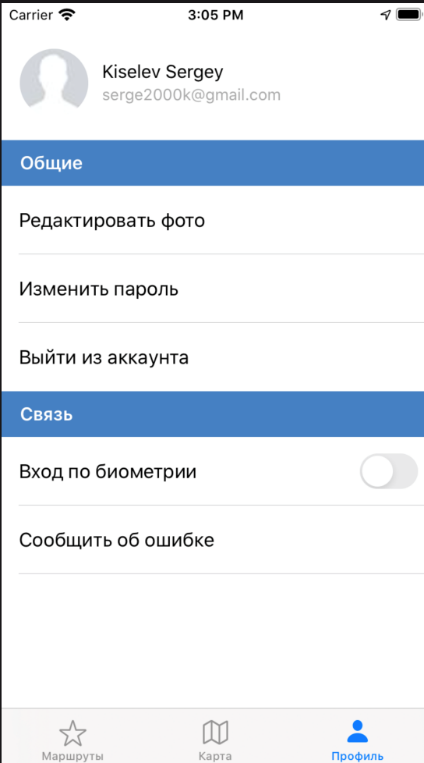 Carrier 3:05 PM
Kiselev Sergey
serge2000k@gmail.com
Общие
Редактировать фото
Изменить пароль
Выйти из аккаунта
Связь
Вход по биометрии
Сообщить об ошибке
Маршруты Карта Профиль